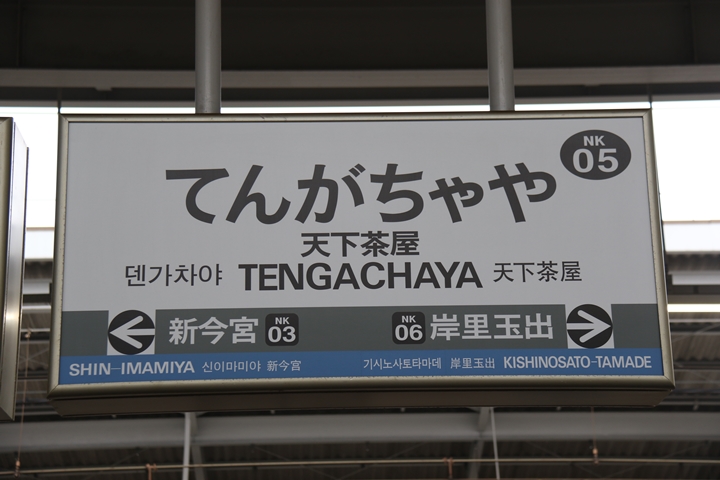 NK
05
てんがちゃや
天下茶屋
덴가차야 TENGACHAYA 天下茶屋
新今宮 NK 03 NK 06 岸里玉出
SHIN-IMAMIYA 신이마미야 新今宮 기시노사토타마데 岸里玉出 KISHINOSATO-TAMADE